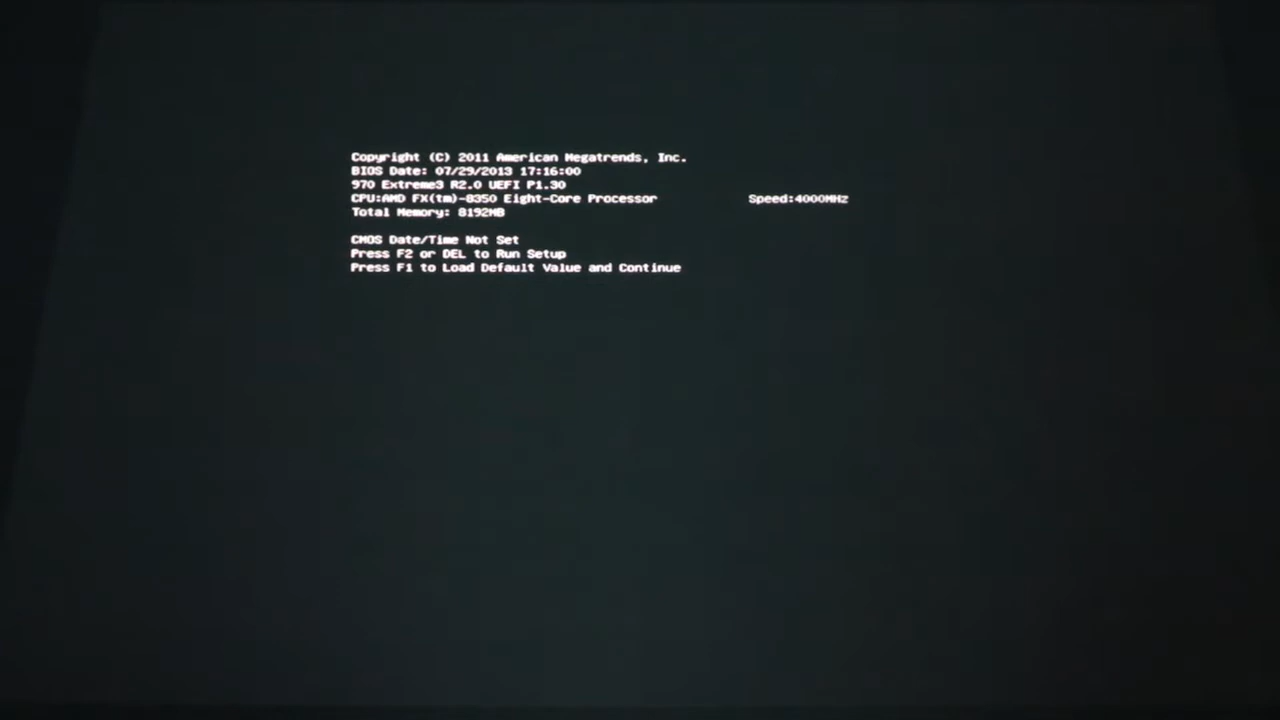 Copyright (C) 2011 American Megatrends, Inc.
BIOS Date: 07/29/2013 17:16:00
970 Extreme3 R2.0 UEFI P1.30
CPU:AMD FX(tm)-8350 Eight-Core Processor Speed:4000MHz
Total Memory: 8192MB
CMOS Date/Time Not Set
Press F2 or DEL to Run Setup
Press F1 to Load Default Value and Continue